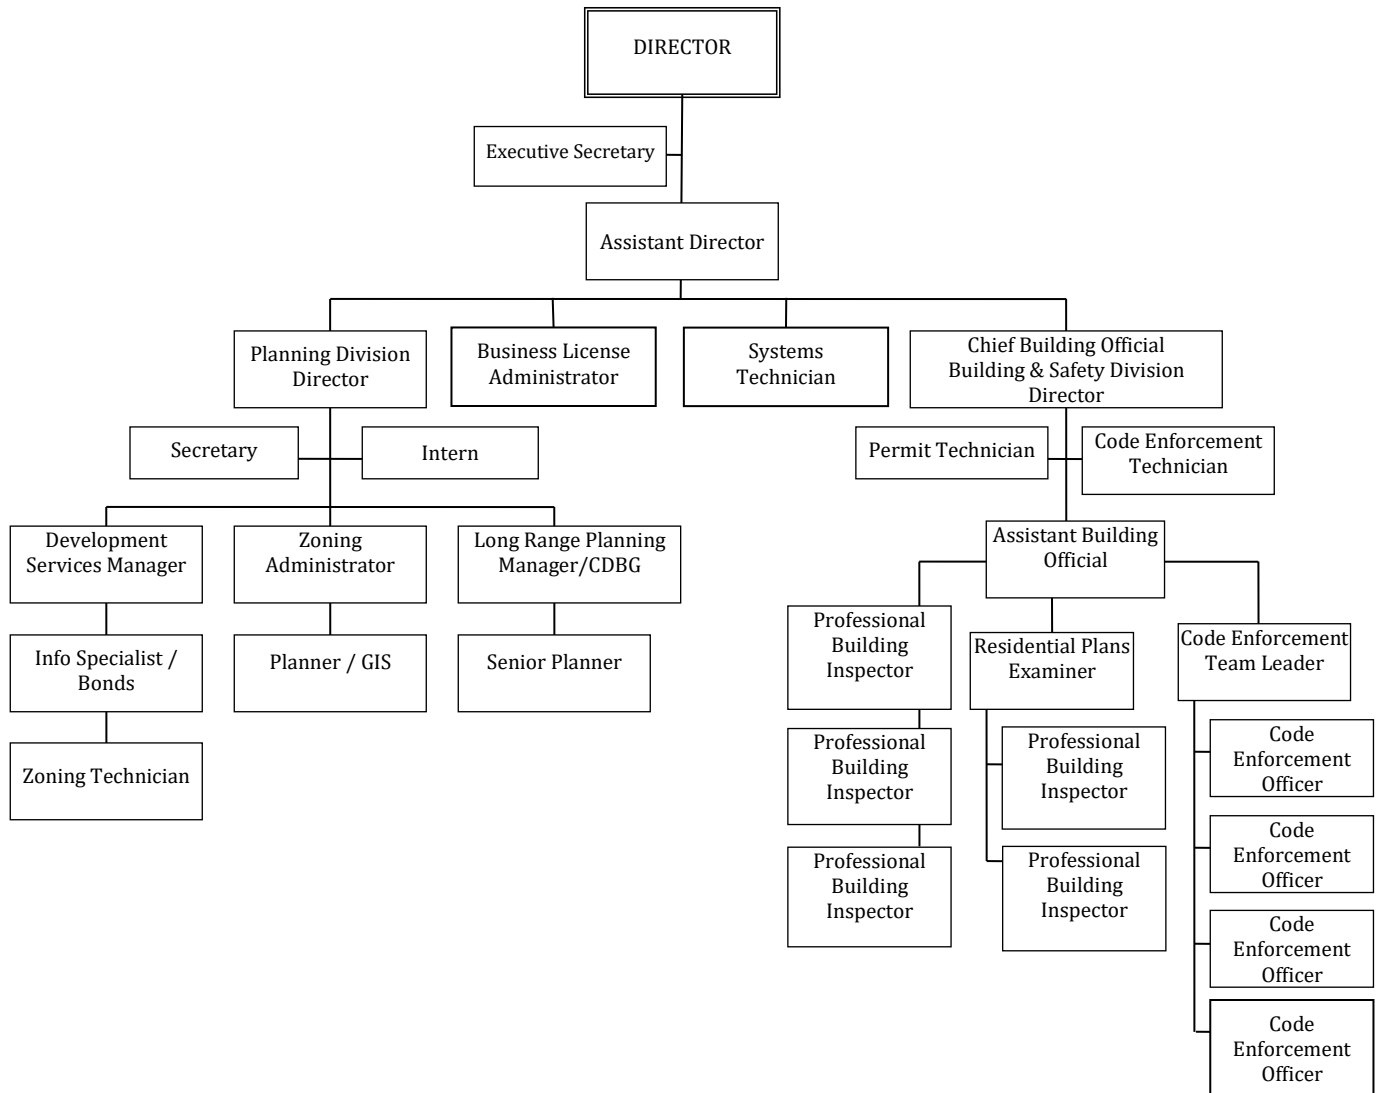 DIRECTOR
Executive Secretary
Assistant Director
Planning Division
Director
Business License
Administrator
Systems
Technician
Chief Building Official
Building & Safety Division
Director
Secretary
Intern
Permit Technician
Code Enforcement
Technician
Development
Services Manager
Zoning
Administrator
Long Range Planning
Manager/CDBG
Assistant Building
Official
Info Specialist /
Bonds
Planner / GIS
Senior Planner
Professional
Building
Inspector
Residential Plans
Examiner
Code Enforcement
Team Leader
Zoning Technician
Professional
Building
Inspector
Professional
Building
Inspector
Code
Enforcement
Officer
Code
Enforcement
Officer
Professional
Building
Inspector
Professional
Building
Inspector
Code
Enforcement
Officer
Code
Enforcement
Officer